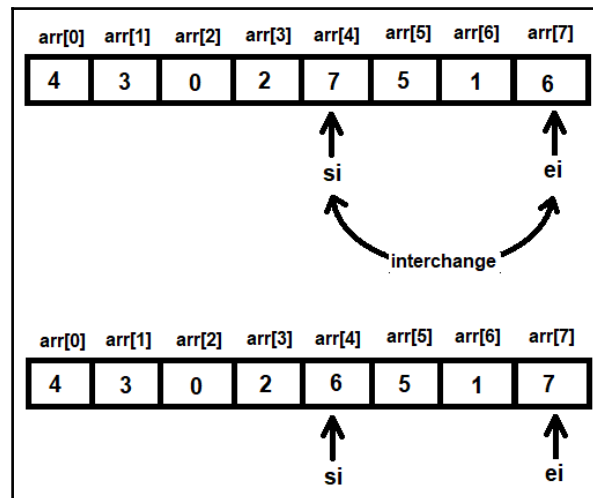 arr[0] arr[1] arr[2] arr[3] arr[4] arr[5] arr[6] arr[7]
4 3 0 2 7 5 1 6
si ei
interchange
arr[0] arr[1] arr[2] arr[3] arr[4] arr[5] arr[6] arr[7]
4 3 0 2 6 5 1 7
si ei